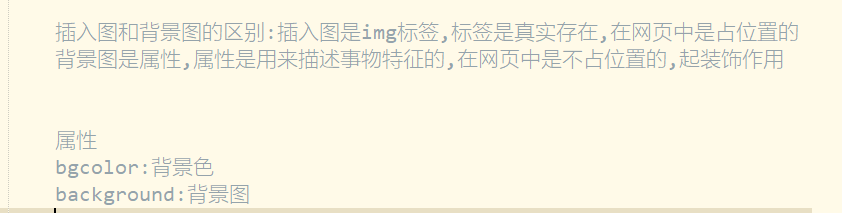 插入图和背景图的区别:插入图是img标签,标签是真实存在,在网页中是占位置的
背景图是属性,属性是用来描述事物特征的,在网页中是不占位置的,起装饰作用
属性
bgcolor:背景色
background:背景图